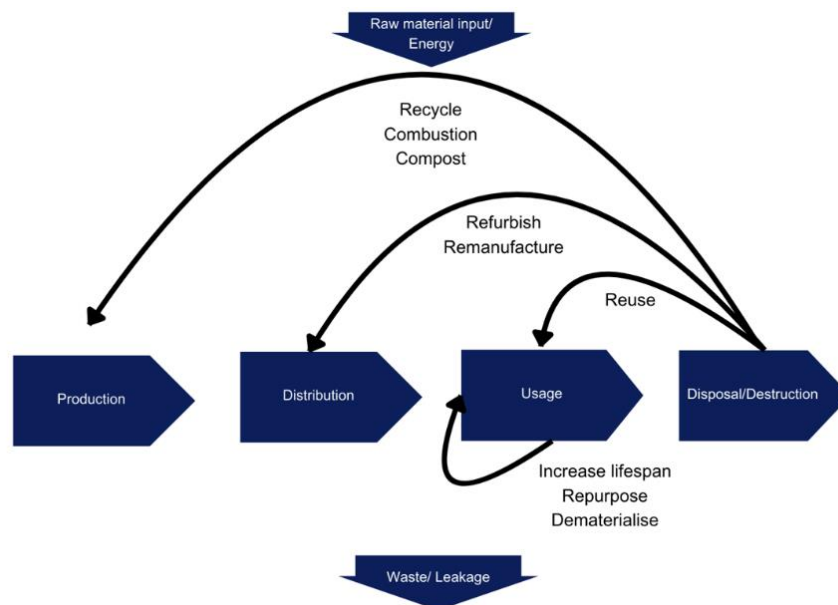 Raw material input/
Energy
Recycle
Combustion
Compost
Refurbish
Remanufacture
Reuse
Production
Distribution
Usage
Disposal/Destruction
Increase lifespan
Repurpose
Dematerialise
Waste/ Leakage